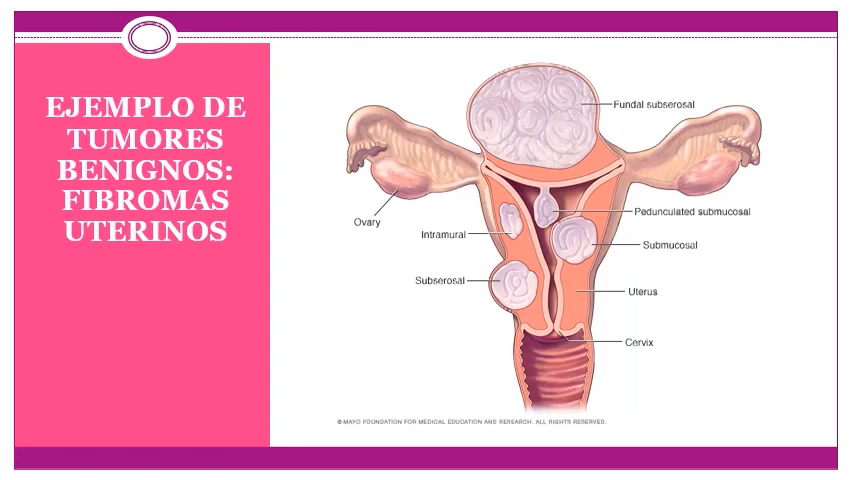 EJEMPLO DE
TUMORES
BENIGNOS:
FIBROMAS
UTERINOS
Fundal subserosal
Ovary
Pedunculated submucosal
Intramural
Submucosal
Subserosal
Uterus
Cervix
© MAYO FOUNDATION FOR MEDICAL EDUCATION AND RESEARCH. ALL RIGHTS RESERVED.